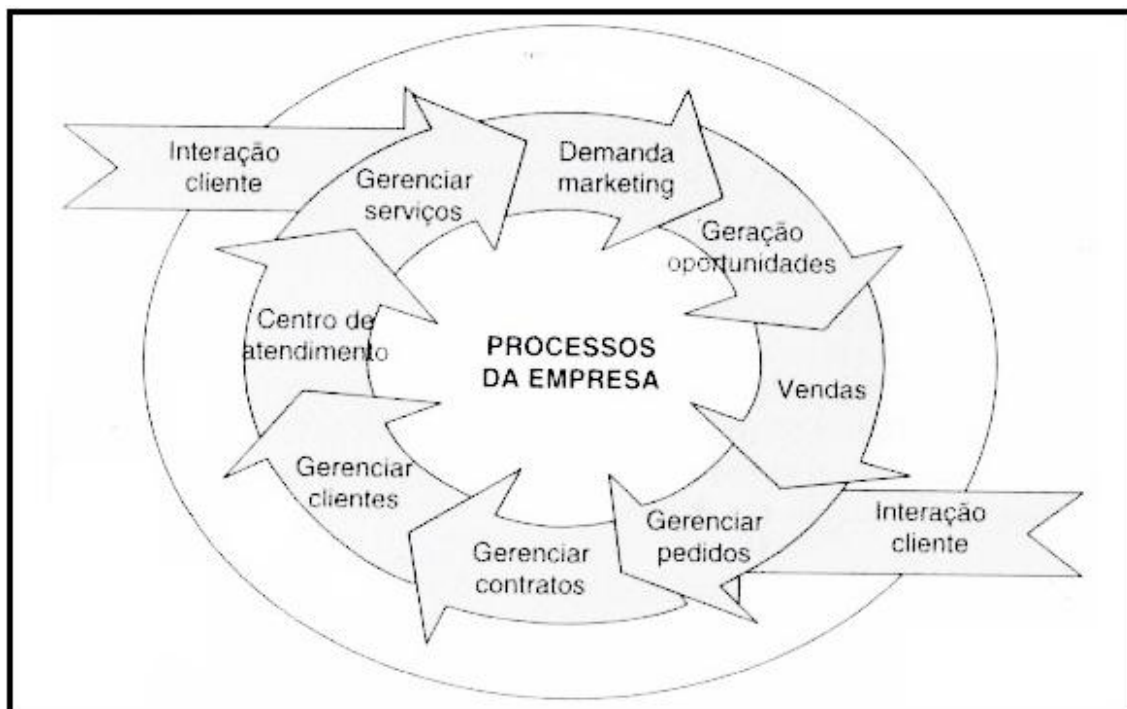 Interação
cliente
Gerenciar
serviços
Demanda
marketing
Geração
oportunidades
Centro de
atendimento
PROCESSOS
DA EMPRESA
Vendas
Gerenciar
clientes
Gerenciar
contratos
Gerenciar
pedidos
Interação
cliente